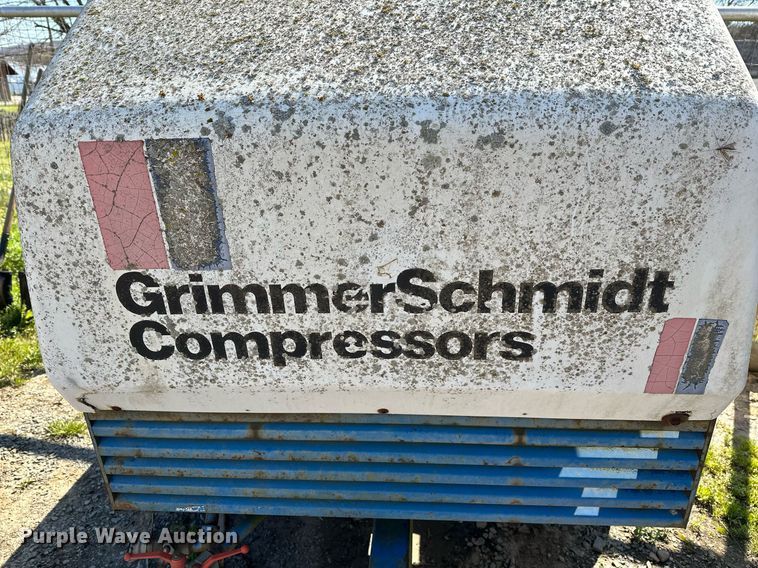 GrimmerSchmidt
Compressors
Purple Wave Auction